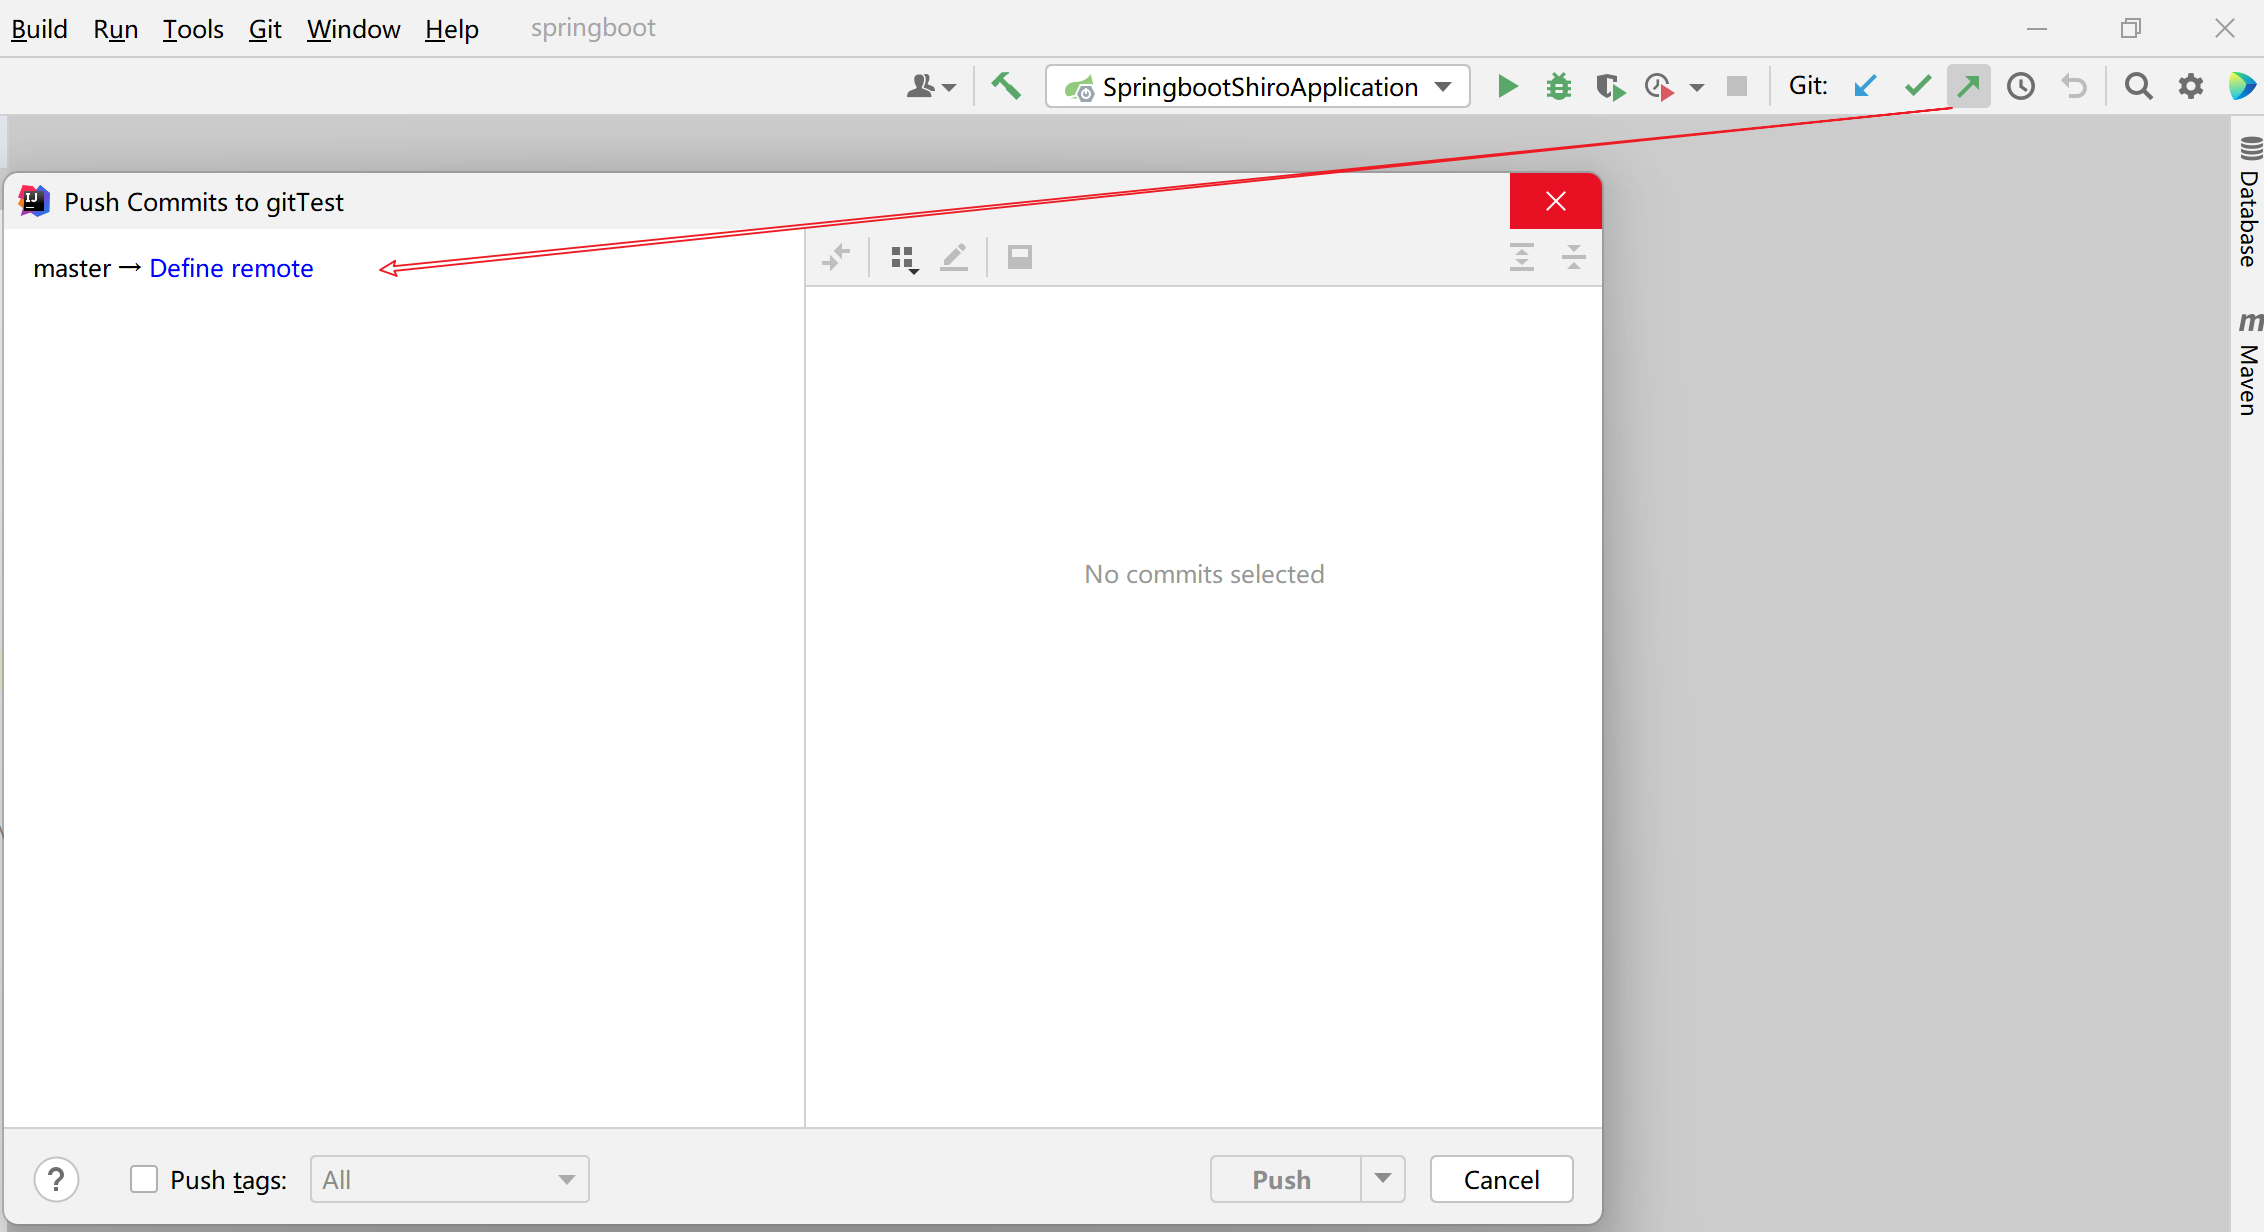 Build Run Tools Git Window Help springboot
SpringbootShiroApplication Git:
Push Commits to gitTest
master → Define remote
No commits selected
Database
Maven
? Push tags: All Push Cancel